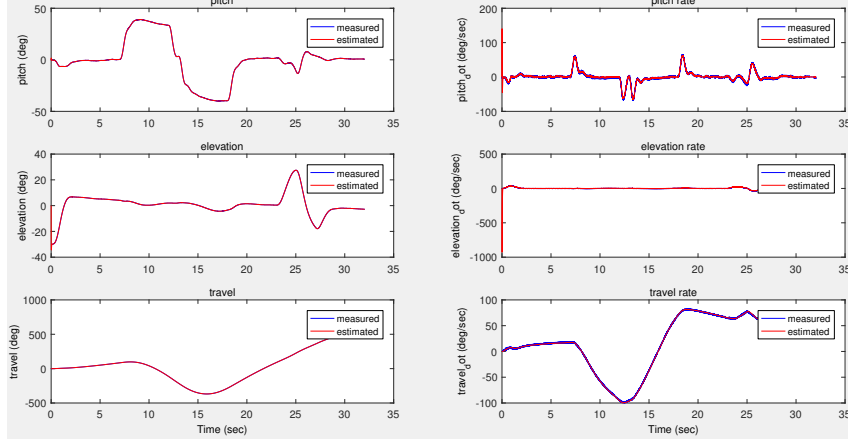 pitch
50
0
-50
pitch (deg)
measured
estimated
0 5 10 15 20 25 30 35
pitch rate
200
100
0
-100
pitch_dot (deg/sec)
measured
estimated
0 5 10 15 20 25 30 35
elevation
40
20
0
-20
-40
elevation (deg)
measured
estimated
0 5 10 15 20 25 30 35
elevation rate
500
0
-500
-1000
elevation_dot (deg/sec)
measured
estimated
0 5 10 15 20 25 30 35
travel
1000
500
0
-500
travel (deg)
measured
estimated
0 5 10 15 20 25 30 35
Time (sec)
travel rate
100
50
0
-50
-100
travel_dot (deg/sec)
measured
estimated
0 5 10 15 20 25 30 35
Time (sec)